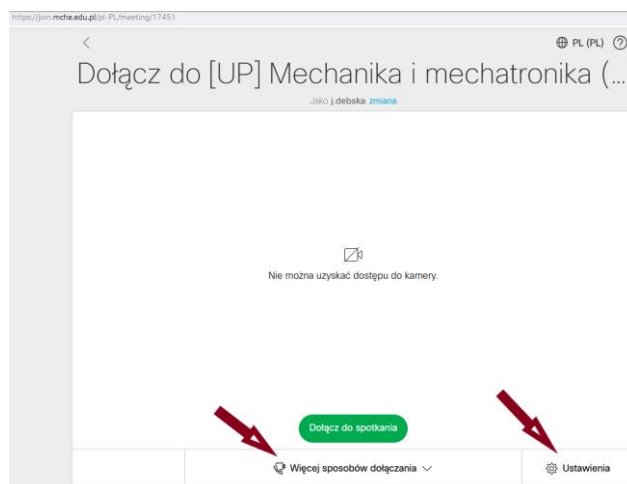 https://join.mche.edu.pl/pl-PL/meeting/17451
PL (PL)
Dołącz do [UP] Mechanika i mechatronika (...
Jako j.debska zmiana
Nie można uzyskać dostępu do kamery.
Dołącz do spotkania
Więcej sposobów dołączania
Ustawienia